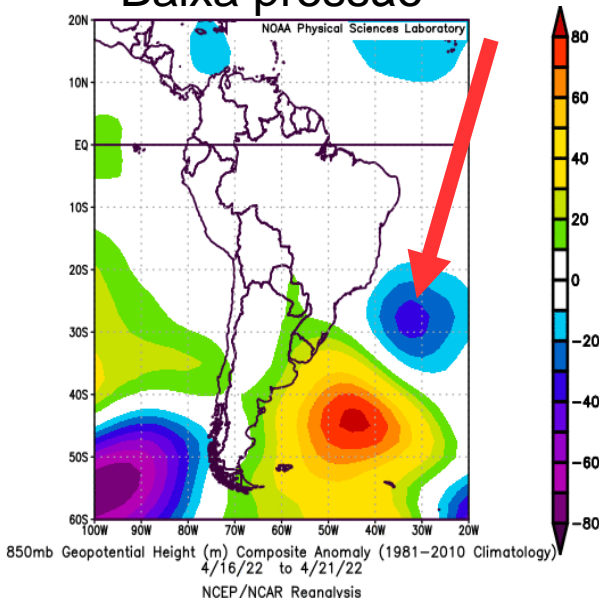 Baixa pressão
NOAA Physical Sciences Laboratory
20N
10N
EQ
10S
20S
30S
40S
50S
60S
100W 90W 80W 70W 60W 50W 40W 30W 20W
80
60
40
20
0
−20
−40
−60
−80
850mb Geopotential Height (m) Composite Anomaly (1981−2010 Climatology)
4/16/22 to 4/21/22
NCEP/NCAR Reanalysis